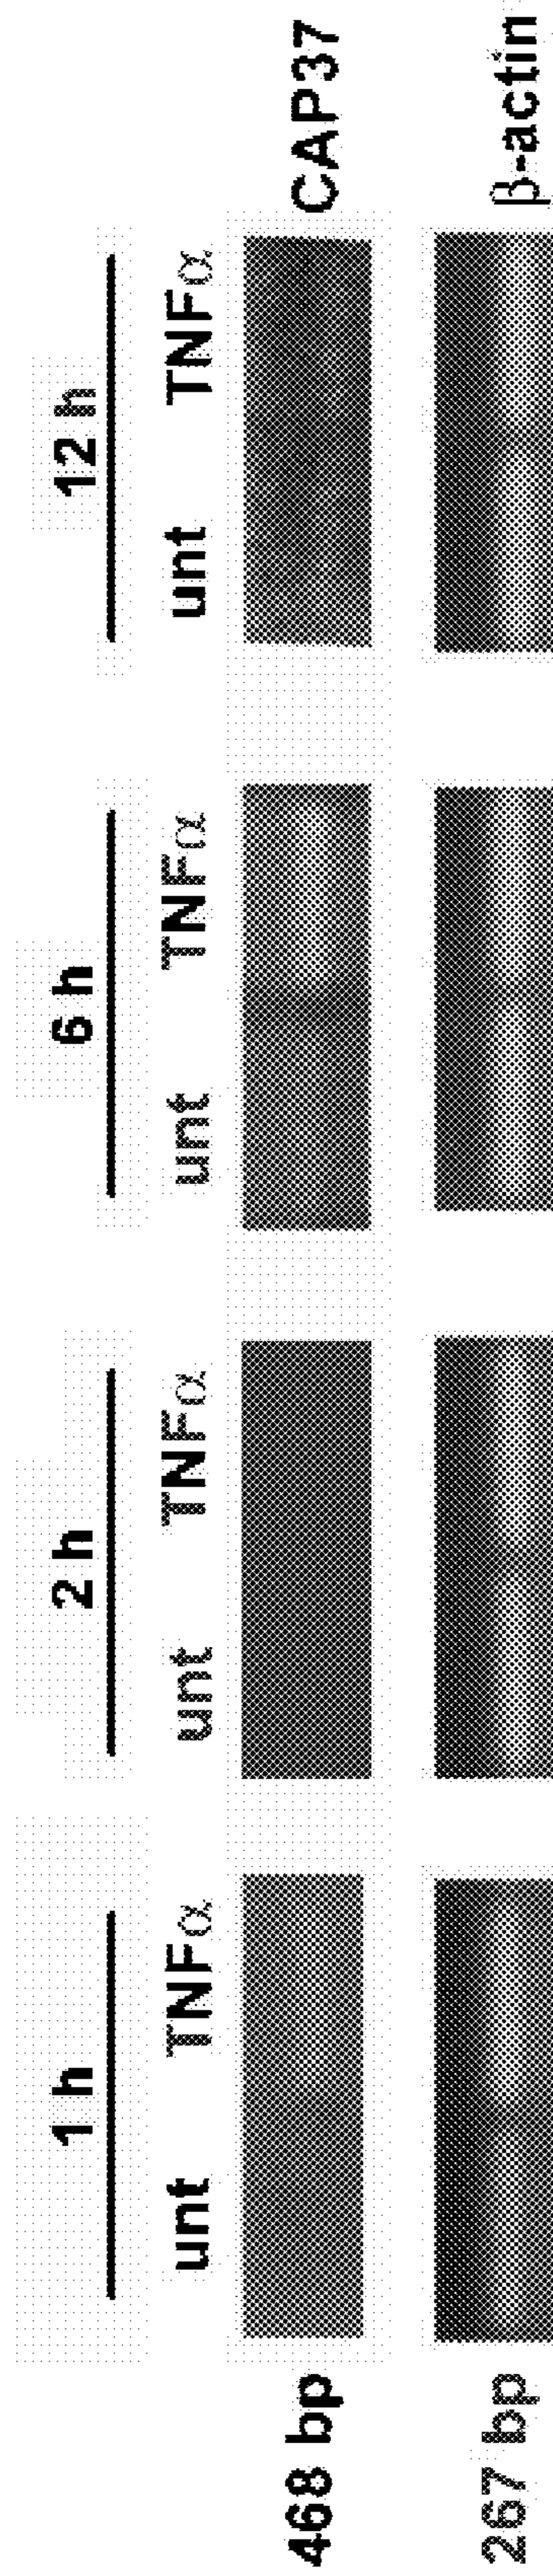 1 h 2 h 6 h 12 h
unt TNFα unt TNFα unt TNFα unt TNFα
468 bp CAP37
267 bp β-actin